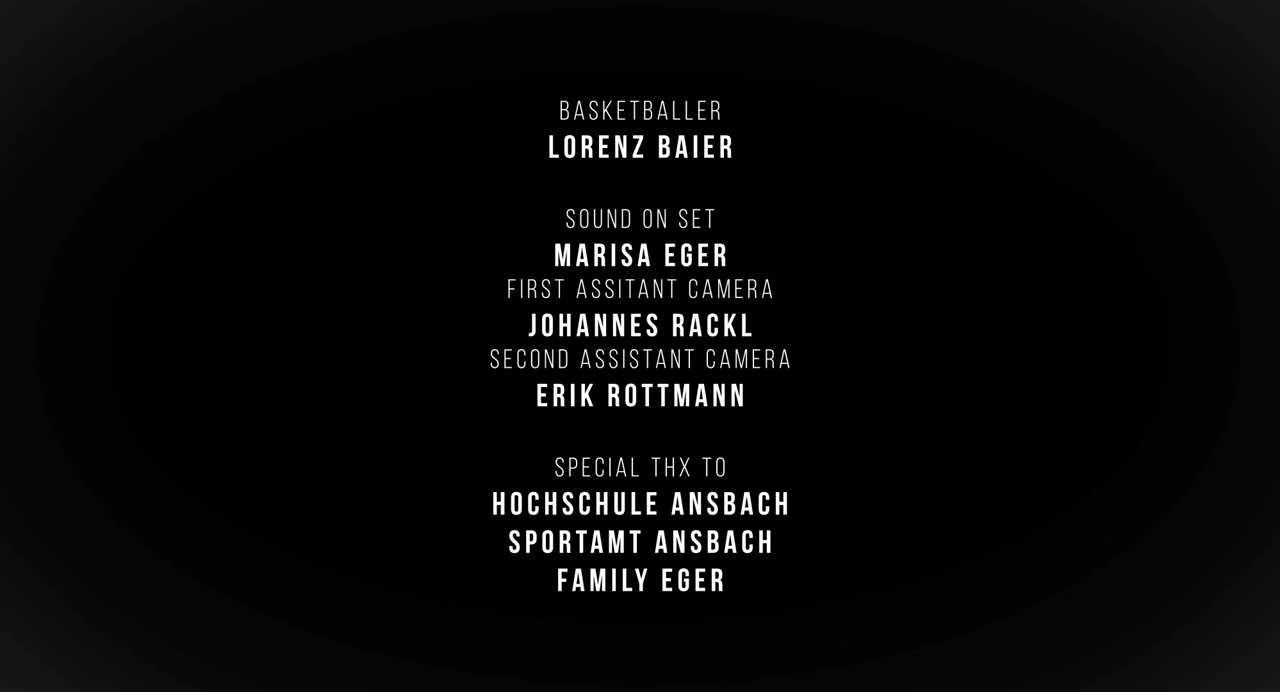 BASKETBALLER
LORENZ BAIER
SOUND ON SET
MARISA EGER
FIRST ASSITANT CAMERA
JOHANNES RACKL
SECOND ASSISTANT CAMERA
ERIK ROTTMANN
SPECIAL THX TO
HOCHSCHULE ANSBACH
SPORTAMT ANSBACH
FAMILY EGER